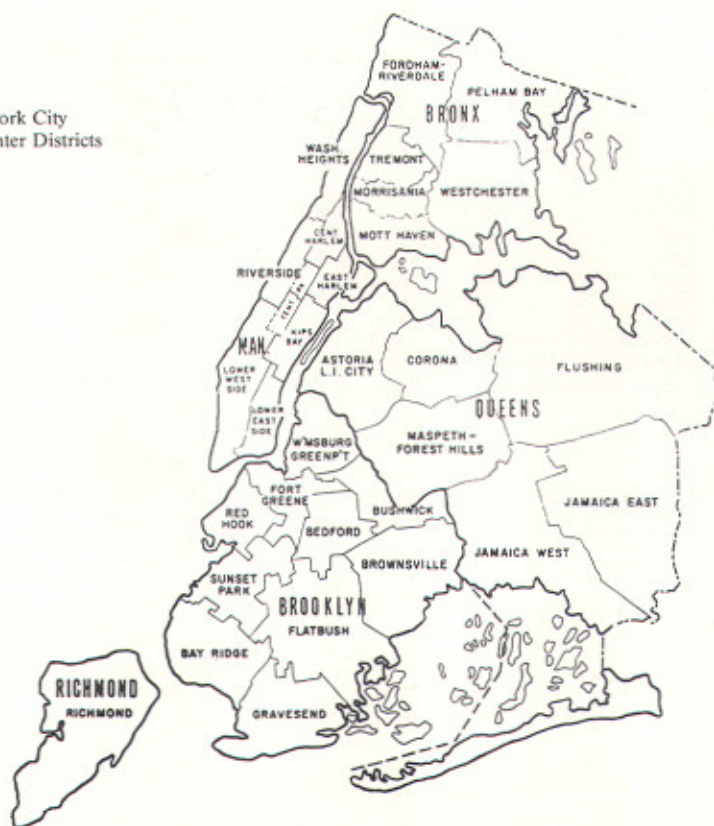 ork City
ter Districts
FORDHAM-
RIVERDALE
PELHAM BAY
BRONX
WASH.
HEIGHTS
TREMONT
MORRISANIA
WESTCHESTER
CENT.
HARLEM
MOTT HAVEN
RIVERSIDE
EAST
HARLEM
CENT. PK.
MAN.
KIPS
BAY
ASTORIA
L.I. CITY
CORONA
FLUSHING
LOWER
WEST
SIDE
QUEENS
LOWER
EAST
SIDE
W'MSBURG
GREENP'T
MASPETH-
FOREST HILLS
FORT
GREENE
RED
HOOK
BUSHWICK
BEDFORD
JAMAICA EAST
JAMAICA WEST
BROWNSVILLE
SUNSET
PARK
BROOKLYN
FLATBUSH
BAY RIDGE
RICHMOND
RICHMOND
GRAVESEND